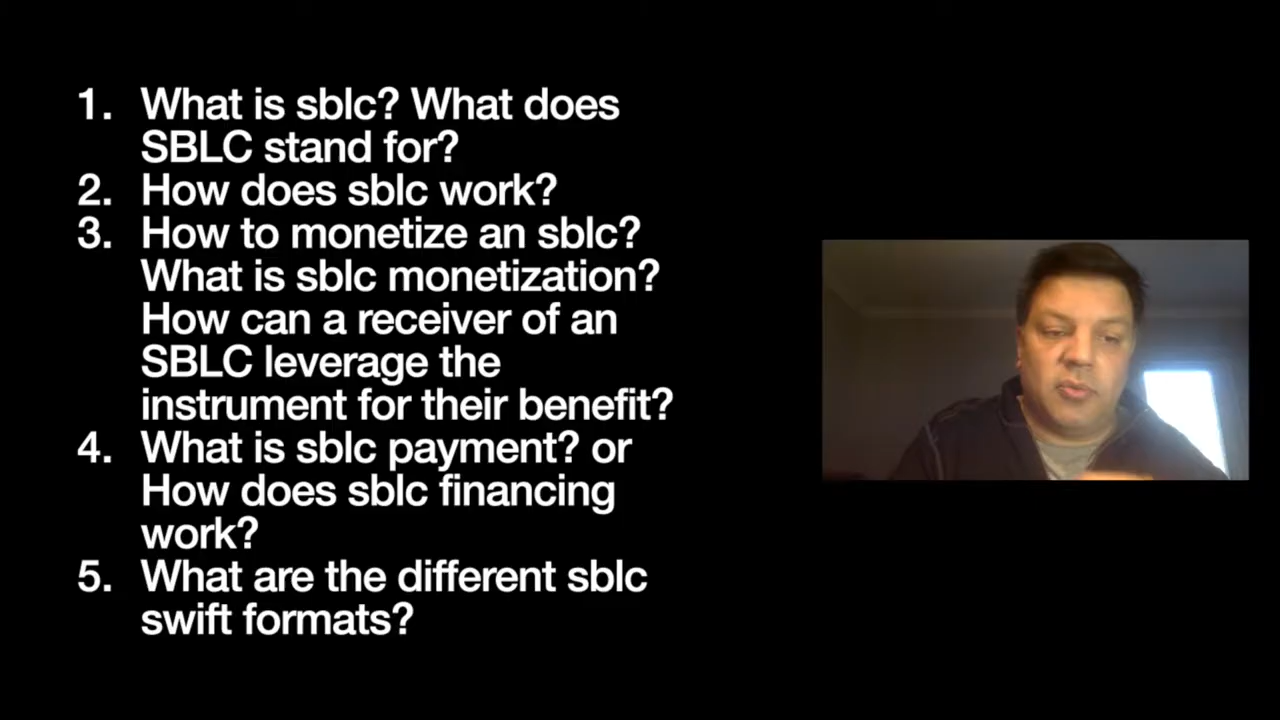 1. What is sblc? What does
SBLC stand for?
2. How does sblc work?
3. How to monetize an sblc?
What is sblc monetization?
How can a receiver of an
SBLC leverage the
instrument for their benefit?
4. What is sblc payment? or
How does sblc financing
work?
5. What are the different sblc
swift formats?